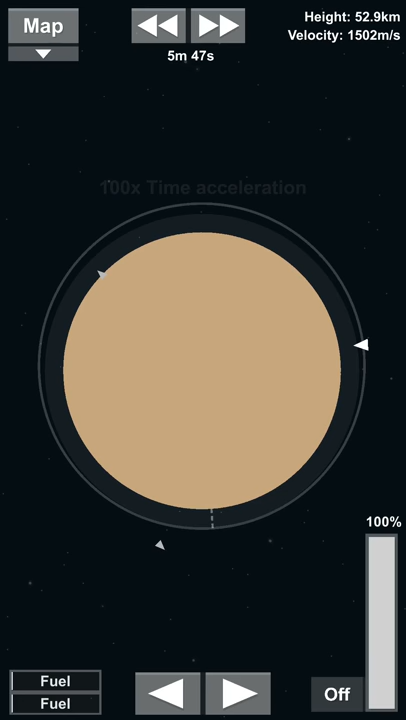 Map
5m 47s
Height: 52.9km
Velocity: 1502m/s
100x Time acceleration
100%
Fuel
Fuel
Off